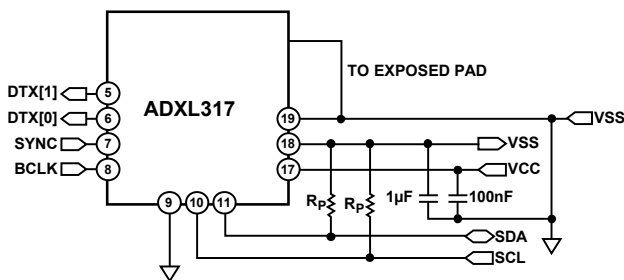 TO EXPOSED PAD
DTX[1] 5
ADXL317
DTX[0] 6 19 VSS
SYNC 7 18 VSS
BCLK 8 17 VCC
9 10 11 RP RP 1µF 100nF
SDA
SCL